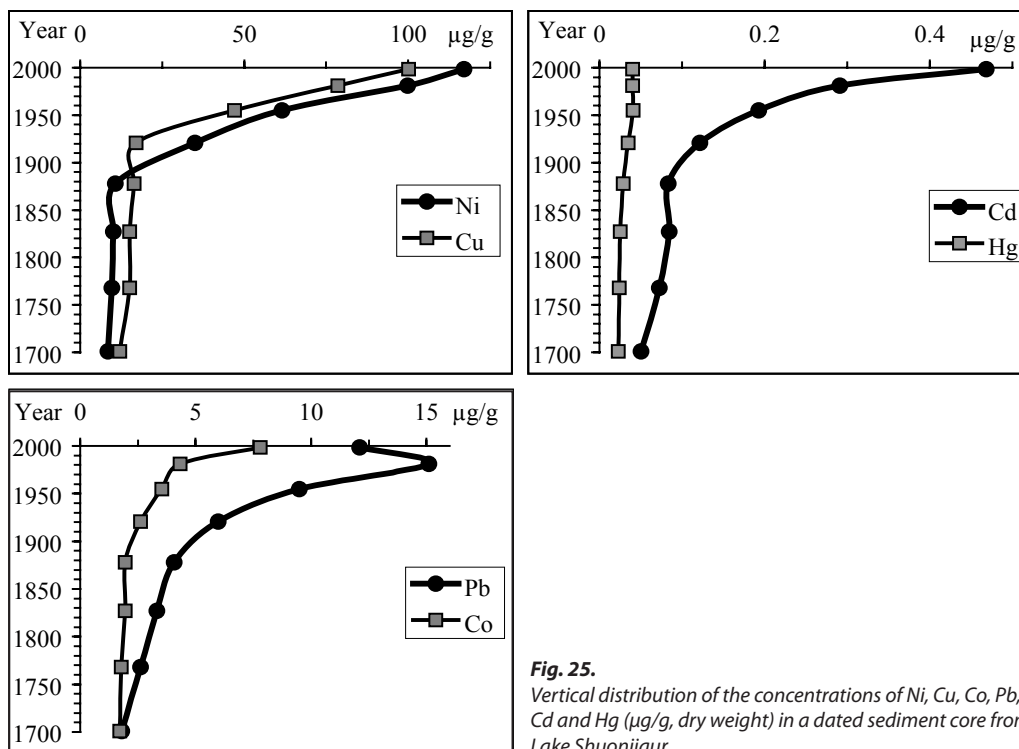 Year 0 50 100 µg/g
2000
1950
1900
1850
1800
1750
1700
Ni
Cu
0 0.2 0.4 µg/g
2000
1950
1900
1850
1800
1750
1700
Cd
Hg
Year 0 5 10 15 µg/g
2000
1950
1900
1850
1800
1750
1700
Pb
Co
Fig. 25.
Vertical distribution of the concentrations of Ni, Cu, Co, Pb,
Cd and Hg (µg/g, dry weight) in a dated sediment core from
Lake Shuonijaur